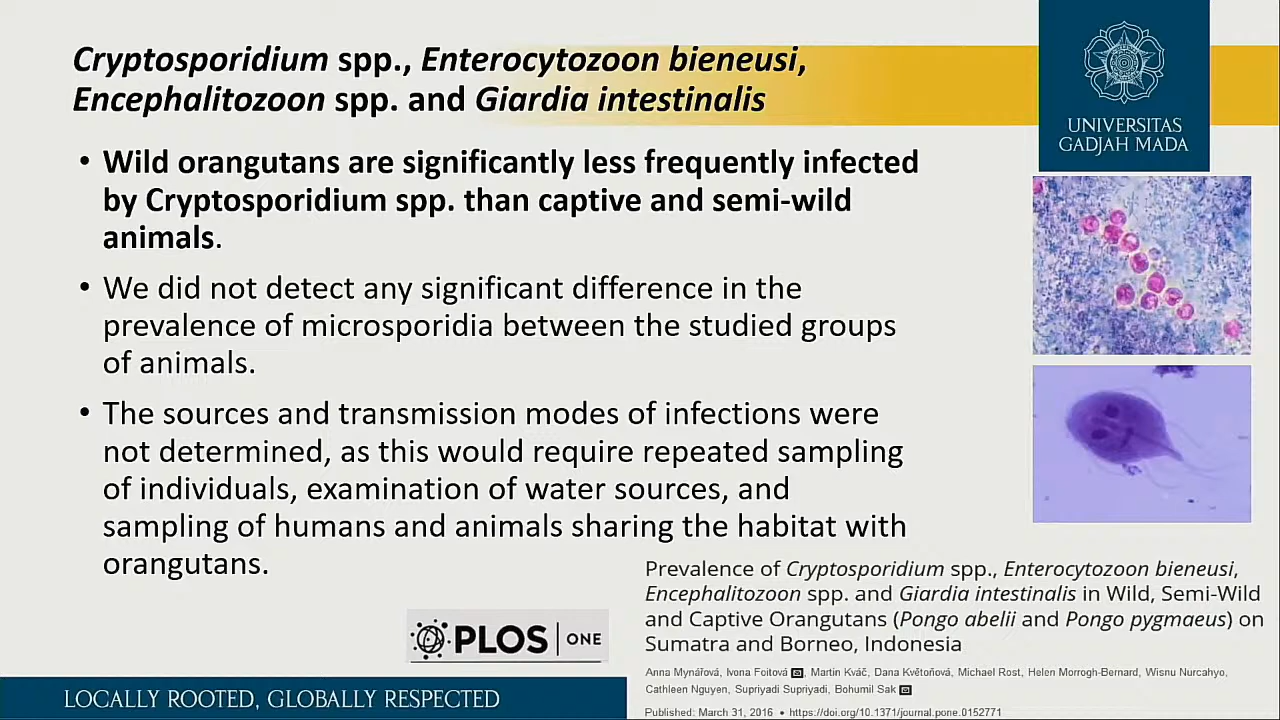 Cryptosporidium spp., Enterocytozoon bieneusi,
Encephalitozoon spp. and Giardia intestinalis
UNIVERSITAS
GADJAH MADA
• Wild orangutans are significantly less frequently infected
by Cryptosporidium spp. than captive and semi-wild
animals.
• We did not detect any significant difference in the
prevalence of microsporidia between the studied groups
of animals.
• The sources and transmission modes of infections were
not determined, as this would require repeated sampling
of individuals, examination of water sources, and
sampling of humans and animals sharing the habitat with
orangutans.
Prevalence of Cryptosporidium spp., Enterocytozoon bieneusi,
Encephalitozoon spp. and Giardia intestinalis in Wild, Semi-Wild
and Captive Orangutans (Pongo abelii and Pongo pygmaeus) on
Sumatra and Borneo, Indonesia
PLOS | ONE
Anna Mynářová, Ivona Foitová, Martin Kváč, Dana Květoňová, Michael Rost, Helen Morrogh-Bernard, Wisnu Nurcahyo,
Cathleen Nguyen, Supriyadi Supriyadi, Bohumil Sak
Published: March 31, 2016 • https://doi.org/10.1371/journal.pone.0152771
LOCALLY ROOTED, GLOBALLY RESPECTED